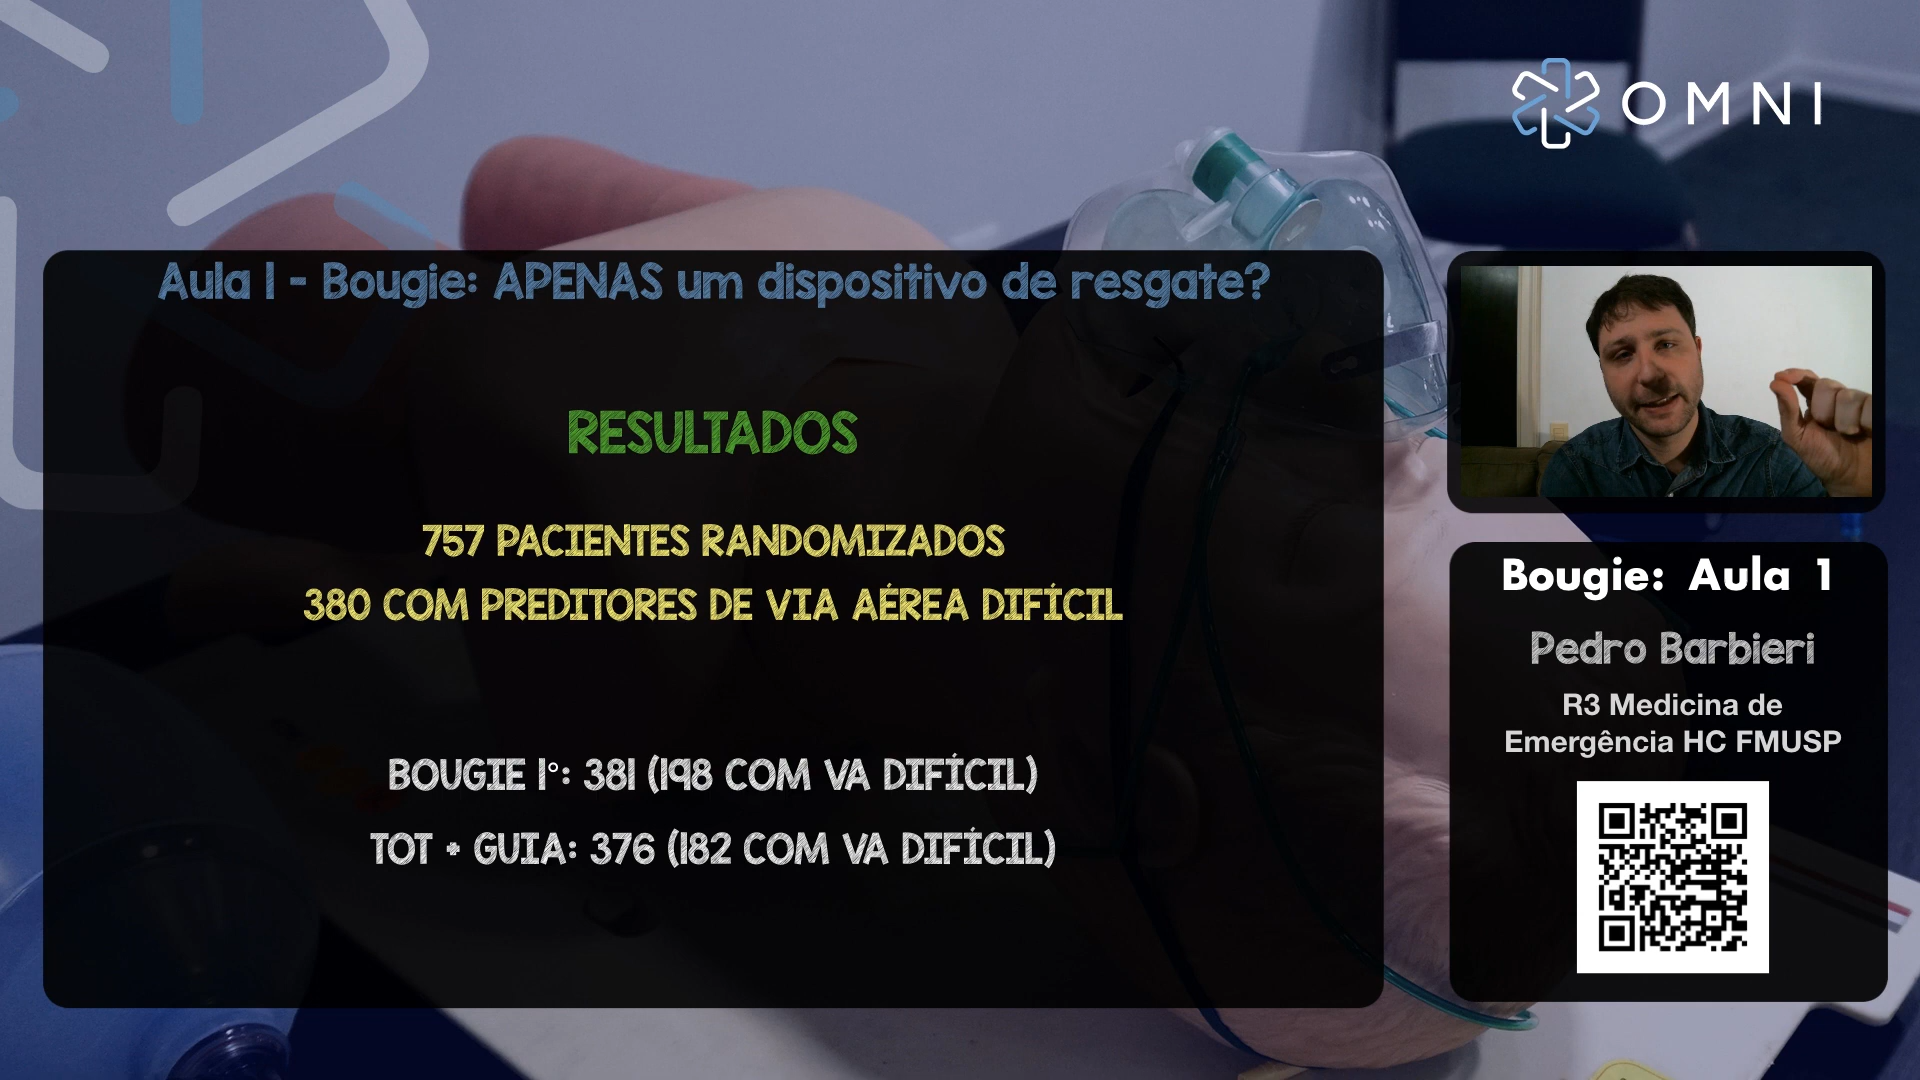 OMNI
Aula 1 - Bougie: APENAS um dispositivo de resgate?
RESULTADOS
757 PACIENTES RANDOMIZADOS
380 COM PREDITORES DE VIA AÉREA DIFÍCIL
BOUGIE 1°: 381 (198 COM VA DIFÍCIL)
TOT + GUIA: 376 (182 COM VA DIFÍCIL)
Bougie: Aula 1
Pedro Barbieri
R3 Medicina de
Emergência HC FMUSP